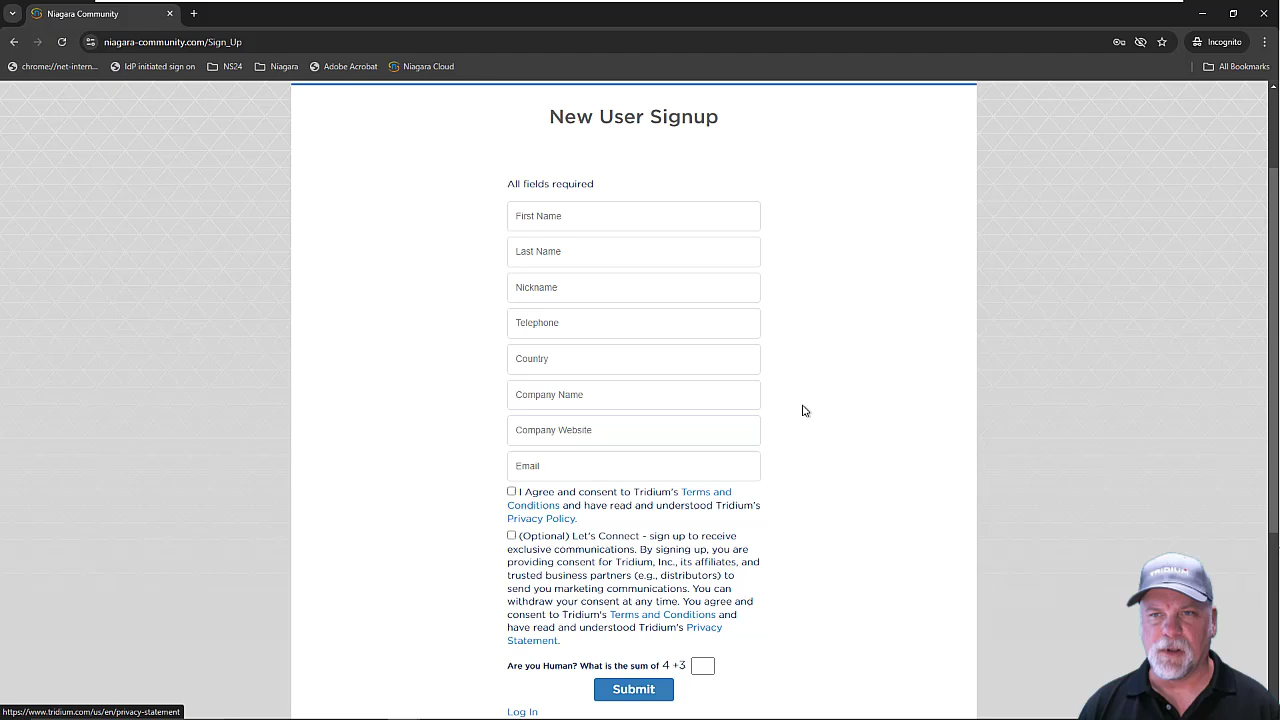 Niagara Community
niagara-community.com/Sign_Up
Incognito
chrome://net-intern...
IdP initiated sign on
NS24
Niagara
Adobe Acrobat
Niagara Cloud
All Bookmarks
New User Signup
All fields required
First Name
Last Name
Nickname
Telephone
Country
Company Name
Company Website
Email
I Agree and consent to Tridium's Terms and
Conditions and have read and understood Tridium's
Privacy Policy.
(Optional) Let's Connect - sign up to receive
exclusive communications. By signing up, you are
providing consent for Tridium, Inc., its affiliates, and
trusted business partners (e.g., distributors) to
send you marketing communications. You can
withdraw your consent at any time. You agree and
consent to Tridium's Terms and Conditions and
have read and understood Tridium's Privacy
Statement.
Are you Human? What is the sum of 4 +3
Submit
Log In
https://www.tridium.com/us/en/privacy-statement
TRIDIUM